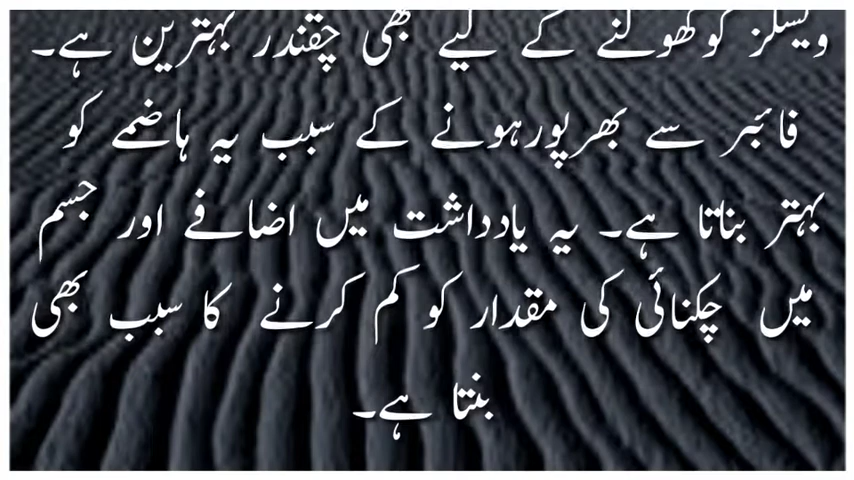 ویسلز کو کھولنے کے لیے بھی چقندر بہترین ہے۔
فائبر سے بھرپور ہونے کے سبب یہ ہاضمے کو
بہتر بناتا ہے۔ یہ یادداشت میں اضافے اور جسم
میں چکنائی کی مقدار کو کم کرنے کا سبب بھی
بنتا ہے۔